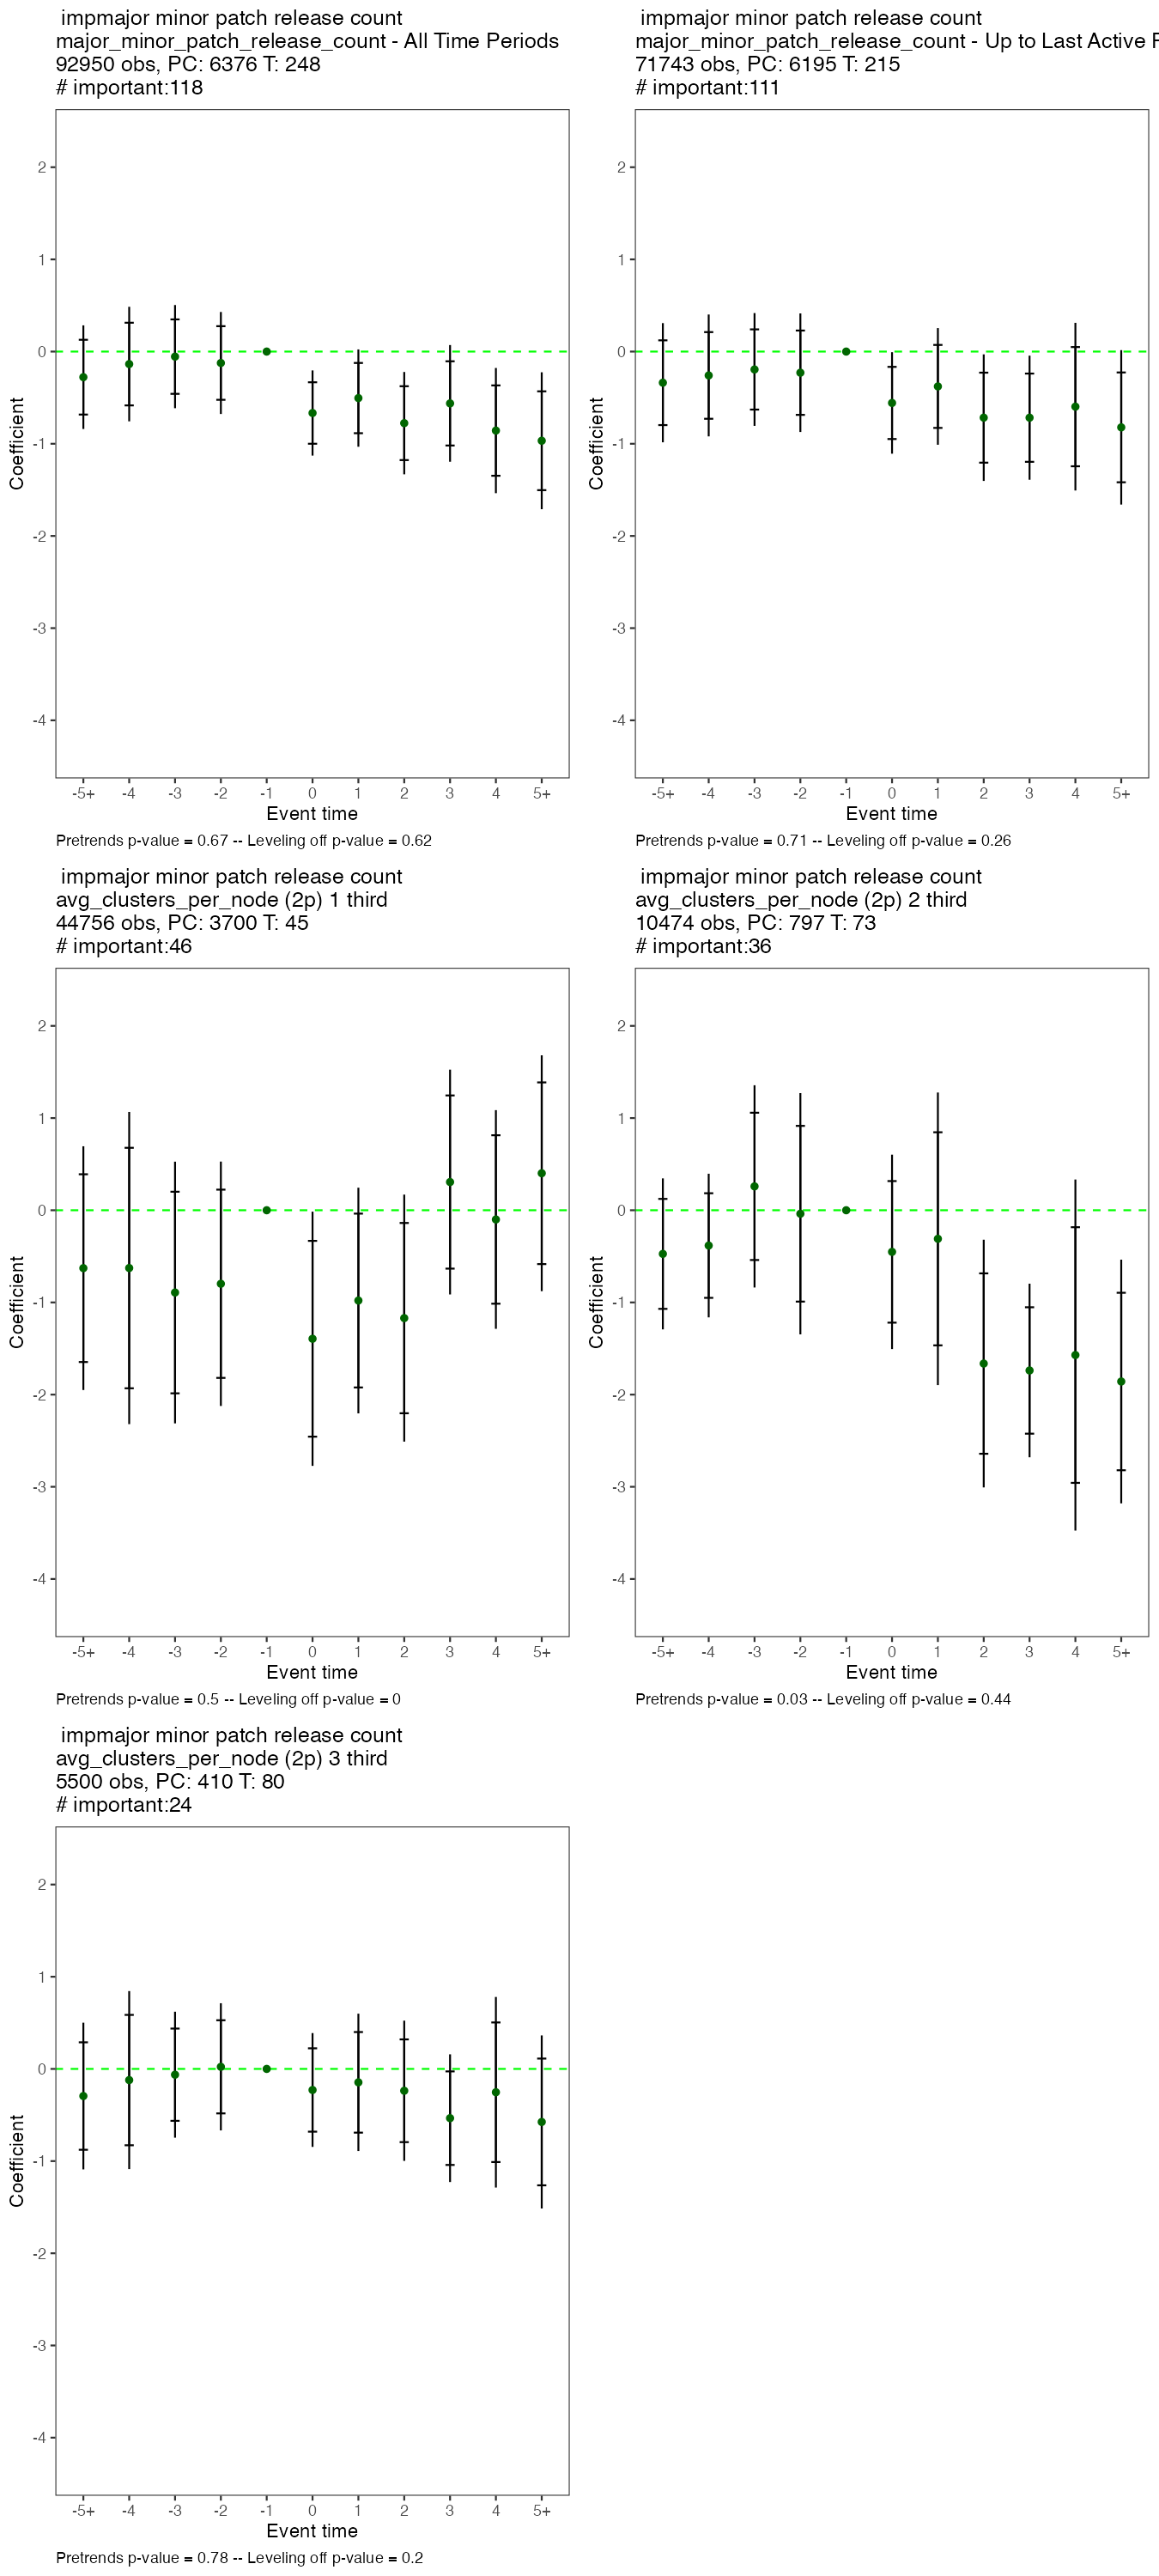 impmajor minor patch release count
major_minor_patch_release_count - All Time Periods
92950 obs, PC: 6376 T: 248
# important:118
2
1
0
-1
-2
-3
-4
Coefficient
-5+ -4 -3 -2 -1 0 1 2 3 4 5+
Event time
Pretrends p-value = 0.67 -- Leveling off p-value = 0.62
impmajor minor patch release count
major_minor_patch_release_count - Up to Last Active
71743 obs, PC: 6195 T: 215
# important:111
2
1
0
-1
-2
-3
-4
Coefficient
-5+ -4 -3 -2 -1 0 1 2 3 4 5+
Event time
Pretrends p-value = 0.71 -- Leveling off p-value = 0.26
impmajor minor patch release count
avg_clusters_per_node (2p) 1 third
44756 obs, PC: 3700 T: 45
# important:46
2
1
0
-1
-2
-3
-4
Coefficient
-5+ -4 -3 -2 -1 0 1 2 3 4 5+
Event time
Pretrends p-value = 0.5 -- Leveling off p-value = 0
impmajor minor patch release count
avg_clusters_per_node (2p) 2 third
10474 obs, PC: 797 T: 73
# important:36
2
1
0
-1
-2
-3
-4
Coefficient
-5+ -4 -3 -2 -1 0 1 2 3 4 5+
Event time
Pretrends p-value = 0.03 -- Leveling off p-value = 0.44
impmajor minor patch release count
avg_clusters_per_node (2p) 3 third
5500 obs, PC: 410 T: 80
# important:24
2
1
0
-1
-2
-3
-4
Coefficient
-5+ -4 -3 -2 -1 0 1 2 3 4 5+
Event time
Pretrends p-value = 0.78 -- Leveling off p-value = 0.2